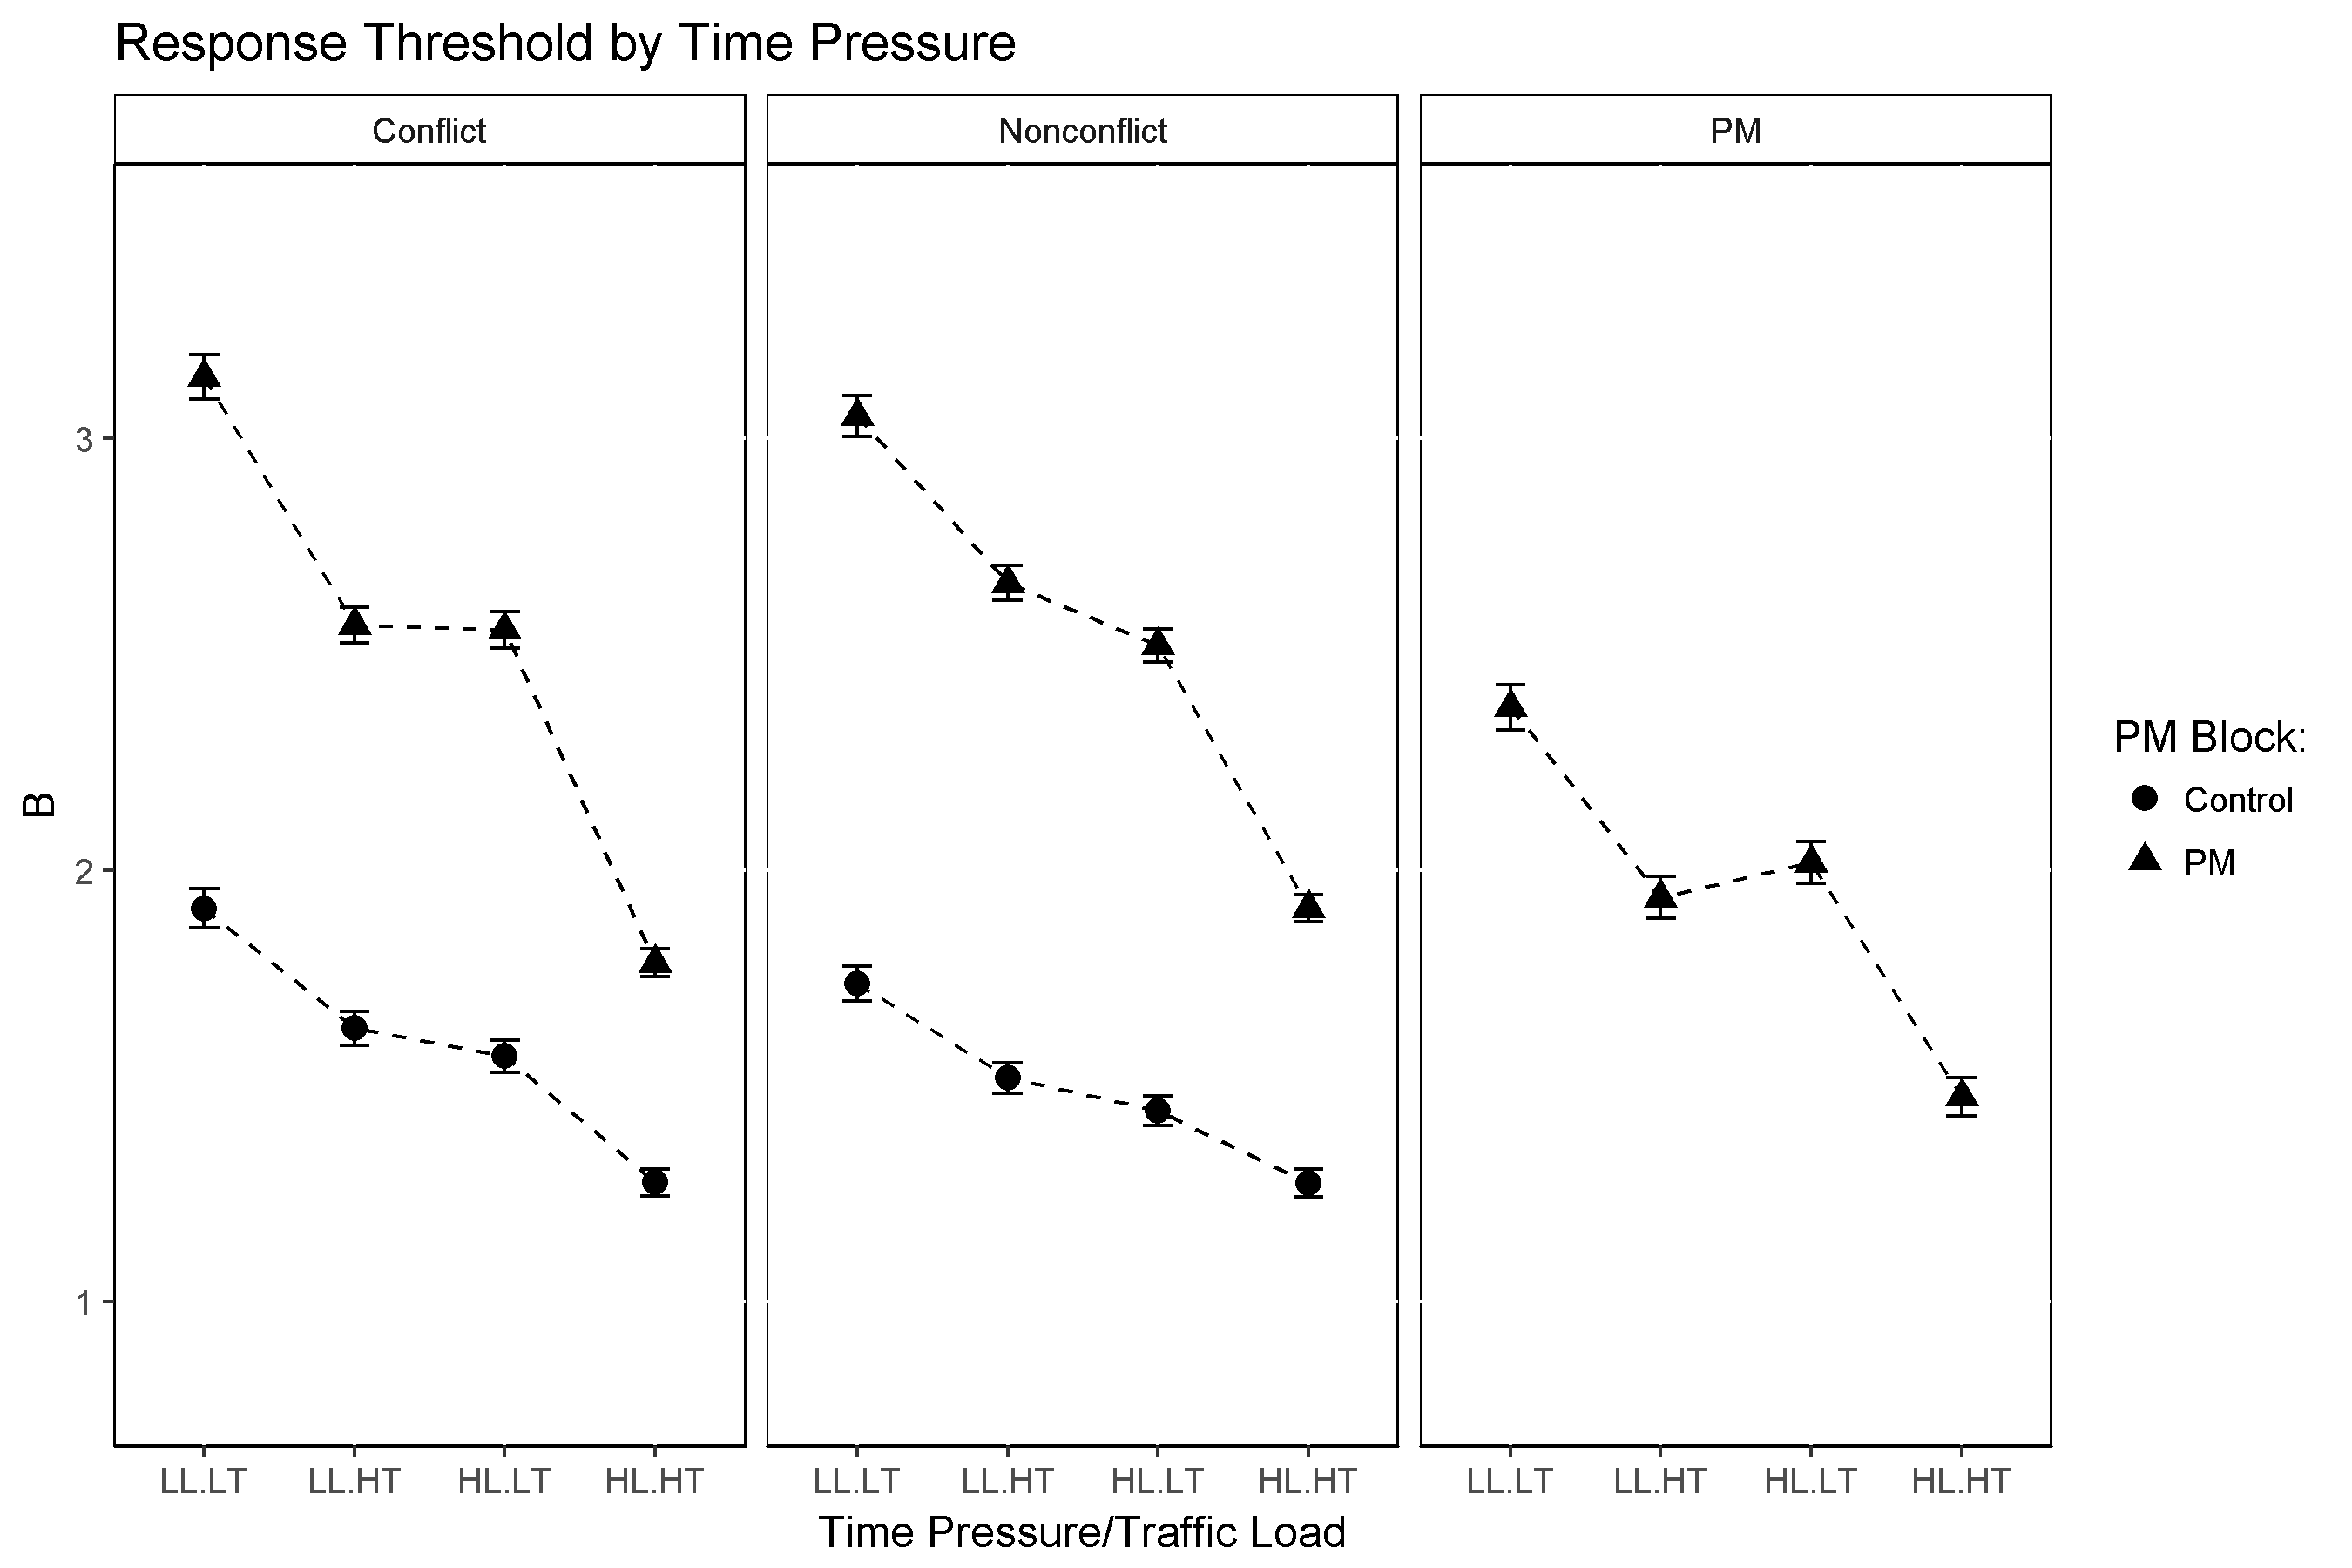 Response Threshold by Time Pressure
Conflict
Nonconflict
PM
3
2
1
B
LL.LT LL.HT HL.LT HL.HT
LL.LT LL.HT HL.LT HL.HT
LL.LT LL.HT HL.LT HL.HT
Time Pressure/Traffic Load
PM Block:
Control
PM